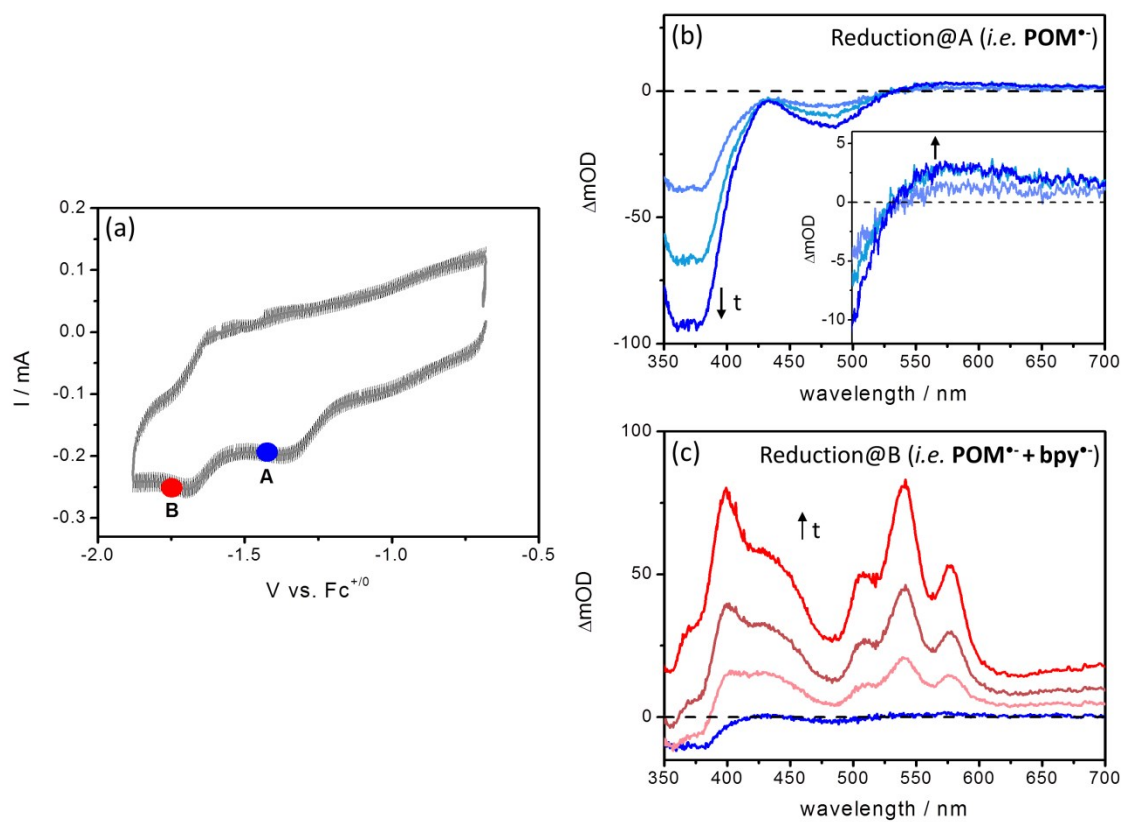 (a)
0.2
0.1
0.0
-0.1
-0.2
-0.3
I / mA
A
B
-2.0 -1.5 -1.0 -0.5
V vs. Fc+/0
(b)
Reduction@A (i.e. POM•-)
0
-50
-100
ΔmOD
t
5
0
-5
-10
ΔmOD
500 550 600 650 700
350 400 450 500 550 600 650 700
wavelength / nm
(c)
Reduction@B (i.e. POM•- + bpy•-)
t
100
50
0
ΔmOD
350 400 450 500 550 600 650 700
wavelength / nm